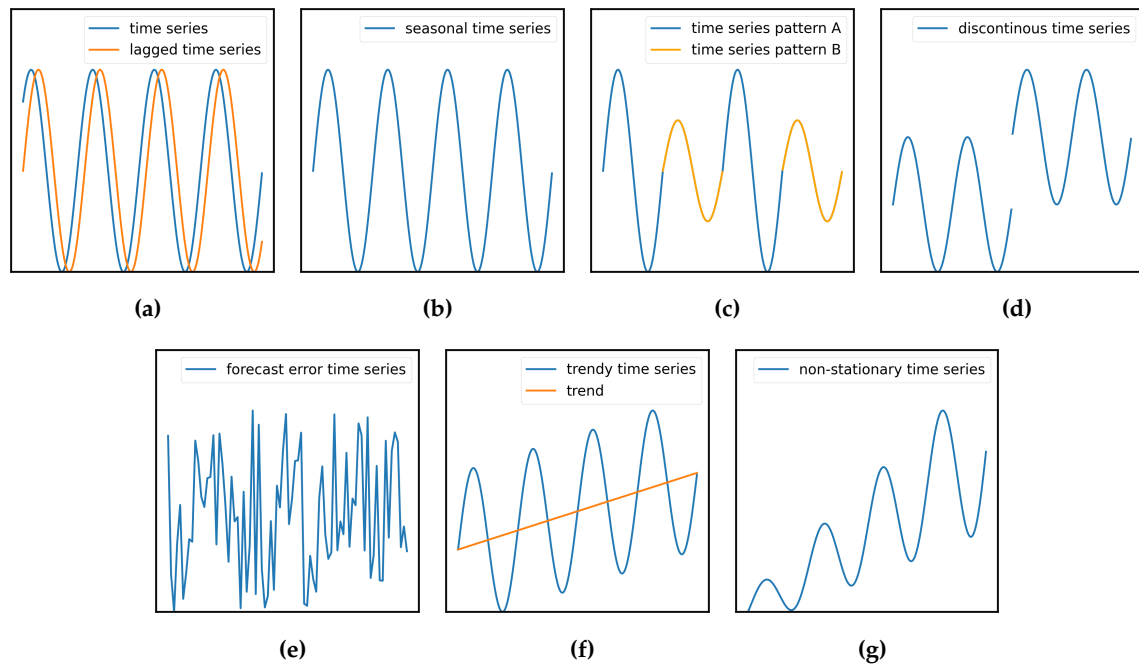 time series
lagged time series
seasonal time series
time series pattern A
time series pattern B
discontinous time series
(a)
(b)
(c)
(d)
forecast error time series
trendy time series
trend
non-stationary time series
(e)
(f)
(g)